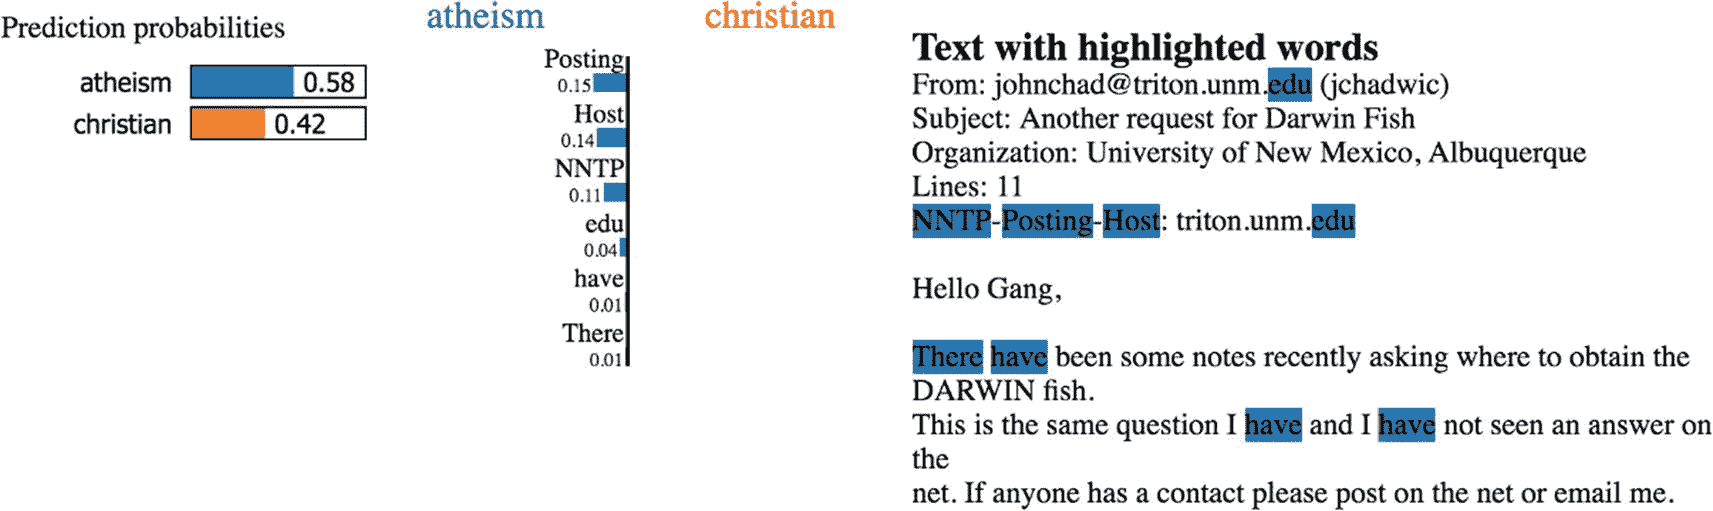 Prediction probabilities
atheism 0.58
christian 0.42
atheism christian
Posting
0.15
Host
0.14
NNTP
0.11
edu
0.04
have
0.01
There
0.01
Text with highlighted words
From: johnchad@triton.unm.edu (jchadwic)
Subject: Another request for Darwin Fish
Organization: University of New Mexico, Albuquerque
Lines: 11
NNTP-Posting-Host: triton.unm.edu
Hello Gang,
There have been some notes recently asking where to obtain the
DARWIN fish.
This is the same question I have and I have not seen an answer on
the
net. If anyone has a contact please post on the net or email me.